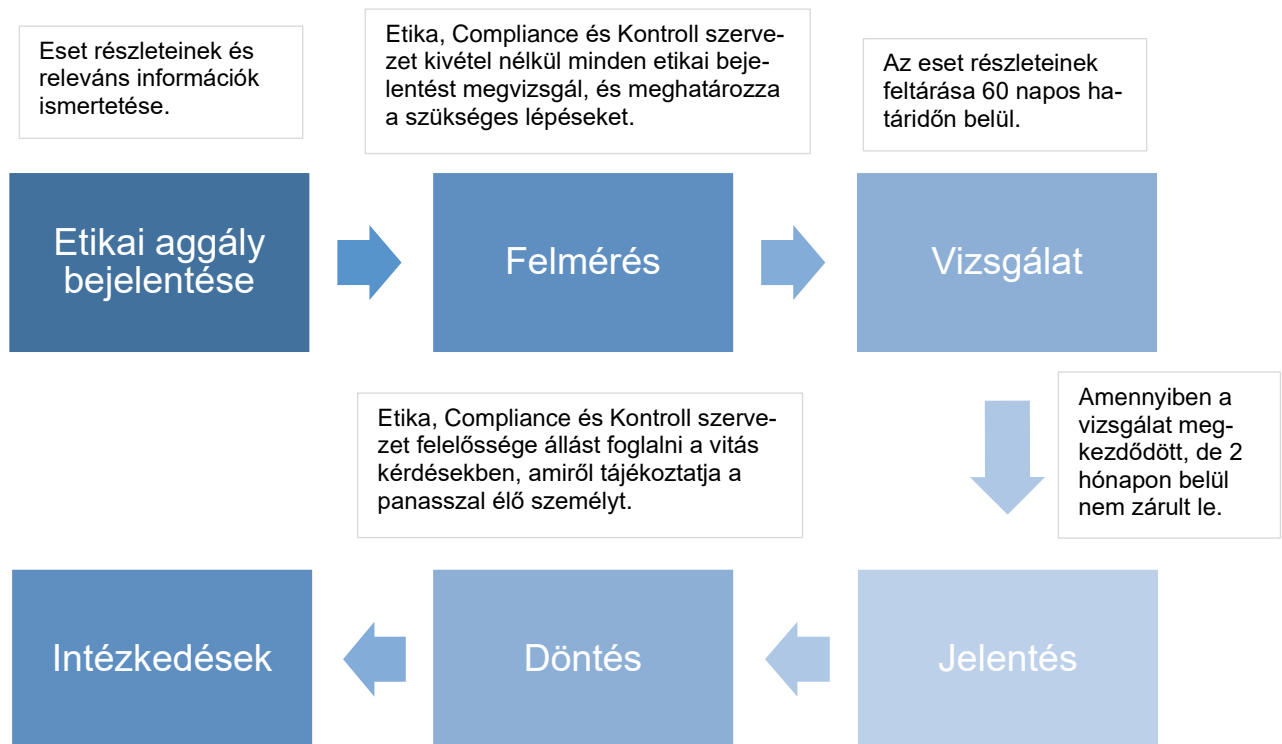 Eset részleteinek és
releváns információk
ismertetése.
Etika, Compliance és Kontroll szerve-
zet kivétel nélkül minden etikai beje-
lentést megvizsgál, és meghatározza
a szükséges lépéseket.
Az eset részleteinek
feltárása 60 napos ha-
táridőn belül.
Etikai aggály
bejelentése
Felmérés
Vizsgálat
Amennyiben a
vizsgálat meg-
kezdődött, de 2
hónapon belül
nem zárult le.
Etika, Compliance és Kontroll szerve-
zet felelőssége állást foglalni a vitás
kérdésekben, amiről tájékoztatja a
panasszal élő személyt.
Jelentés
Döntés
Intézkedések